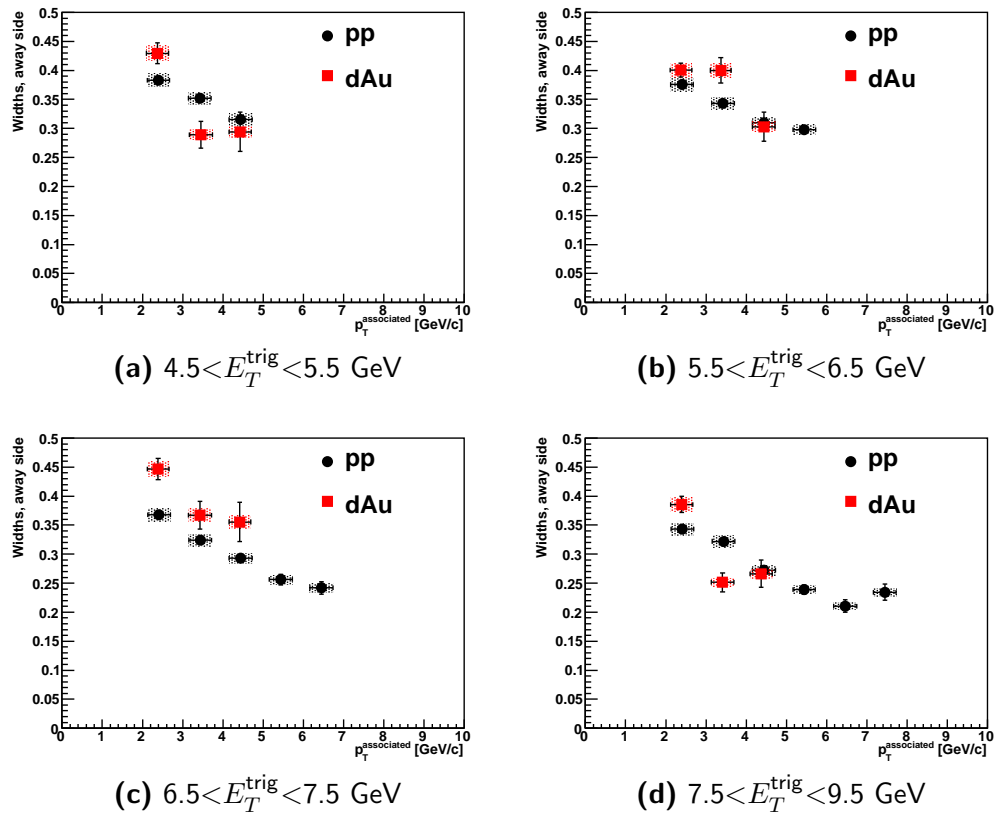 Widths, away side
0.5
0.45
0.4
0.35
0.3
0.25
0.2
0.15
0.1
0.05
0
pp
dAu
0 1 2 3 4 5 6 7 8 9 10
p_T^associated [GeV/c]
(a) 4.5<E_T^trig<5.5 GeV
Widths, away side
0.5
0.45
0.4
0.35
0.3
0.25
0.2
0.15
0.1
0.05
0
pp
dAu
0 1 2 3 4 5 6 7 8 9 10
p_T^associated [GeV/c]
(b) 5.5<E_T^trig<6.5 GeV
Widths, away side
0.5
0.45
0.4
0.35
0.3
0.25
0.2
0.15
0.1
0.05
0
pp
dAu
0 1 2 3 4 5 6 7 8 9 10
p_T^associated [GeV/c]
(c) 6.5<E_T^trig<7.5 GeV
Widths, away side
0.5
0.45
0.4
0.35
0.3
0.25
0.2
0.15
0.1
0.05
0
pp
dAu
0 1 2 3 4 5 6 7 8 9 10
p_T^associated [GeV/c]
(d) 7.5<E_T^trig<9.5 GeV